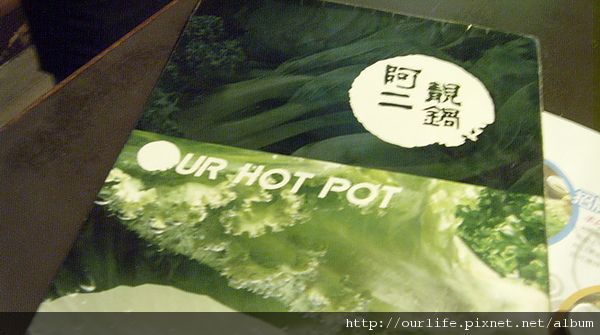 阿二
靚鍋
OUR HOT POT
http://ourlife.pixnet.net/album